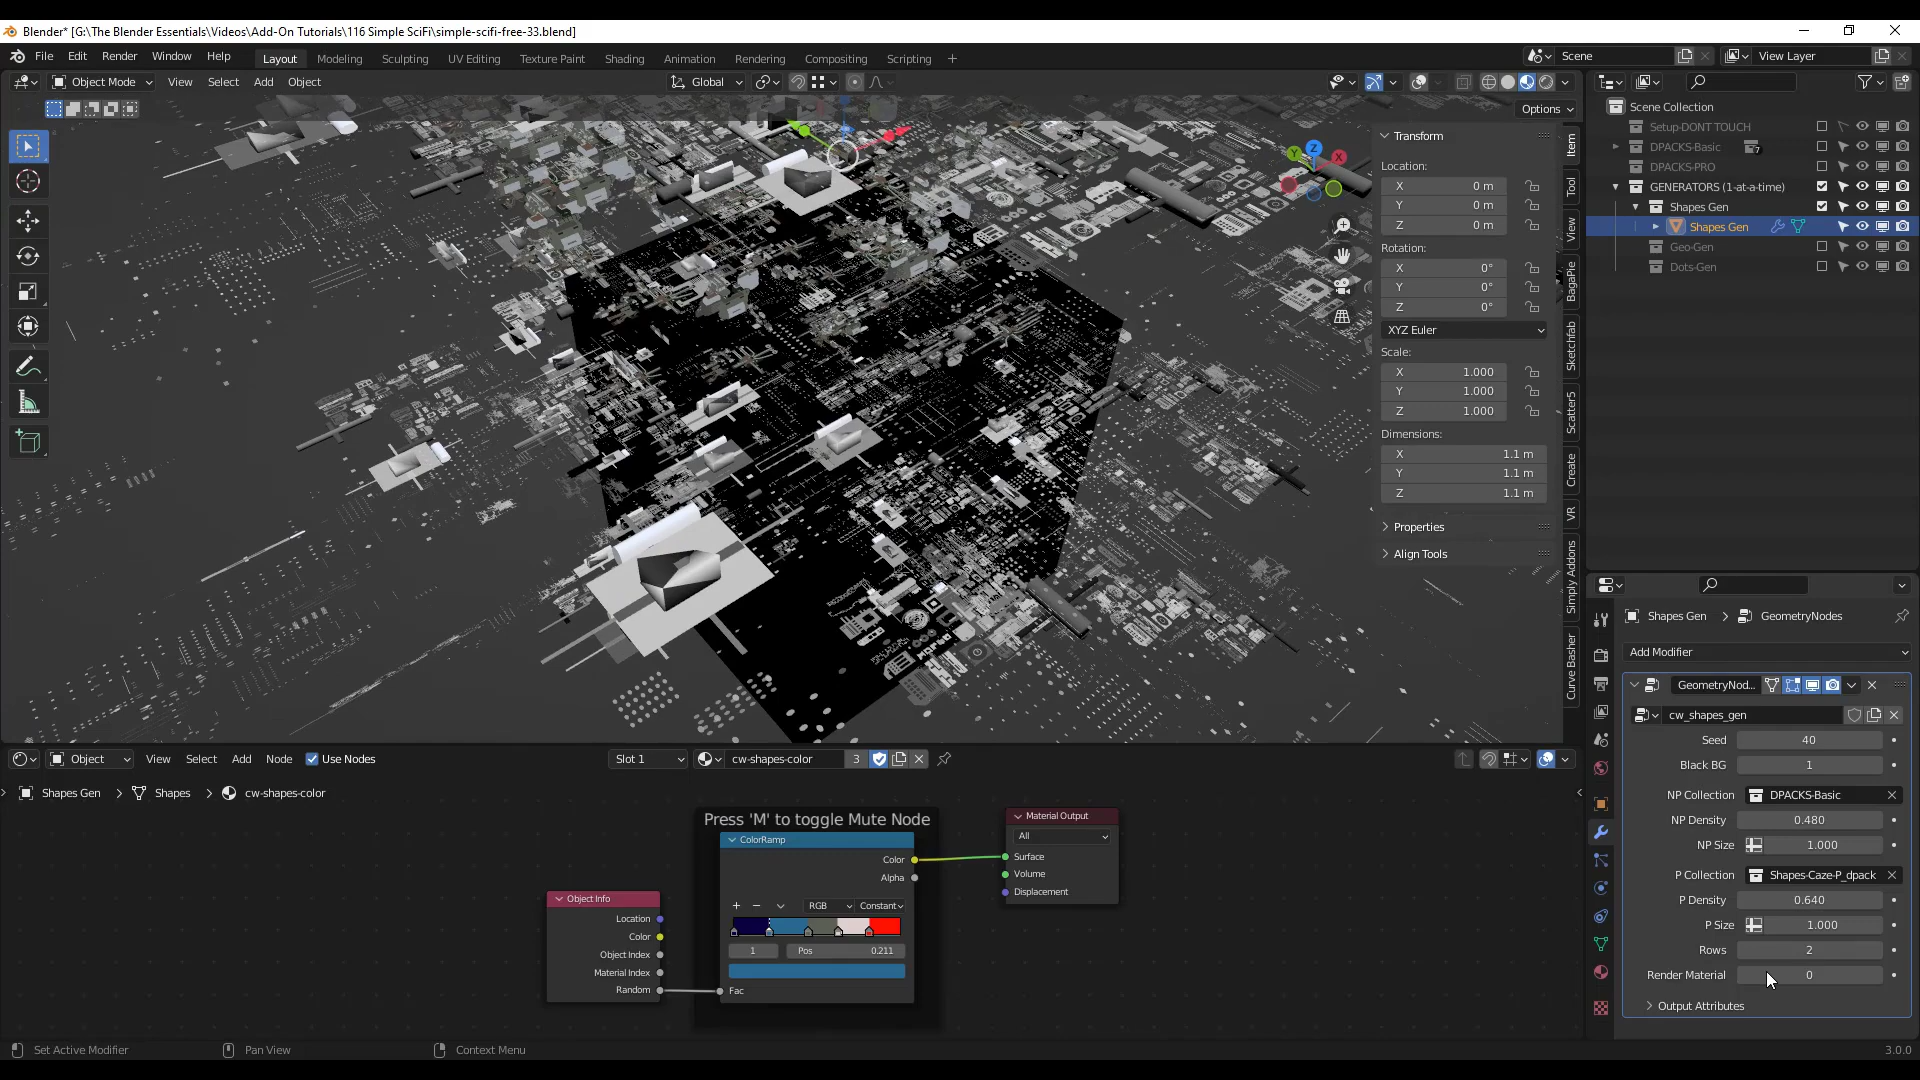 Blender* [G:\The Blender Essentials\Videos\Add-On Tutorials\116 Simple SciFi\simple-scifi-free-33.blend]
File Edit Render Window Help Layout Modeling Sculpting UV Editing Texture Paint Shading Animation Rendering Compositing Scripting + Scene View Layer
Object Mode View Select Add Object Global
Options
Transform
Location:
X 0 m
Y 0 m
Z 0 m
Rotation:
X 0°
Y 0°
Z 0°
XYZ Euler
Scale:
X 1.000
Y 1.000
Z 1.000
Dimensions:
X 1.1 m
Y 1.1 m
Z 1.1 m
Properties
Align Tools
Item
Tool
View
BagaPie
Sketchfab
Scatter5
Create
VR
Simply Addons
Curve Basher
Z
Y
X
Scene Collection
Setup-DONT TOUCH
DPACKS-Basic 7
DPACKS-PRO
GENERATORS (1-at-a-time)
Shapes Gen
Shapes Gen
Geo-Gen
Dots-Gen
Shapes Gen > GeometryNodes
Add Modifier
GeometryNod...
cw_shapes_gen
Seed 40
Black BG 1
NP Collection DPACKS-Basic
NP Density 0.480
NP Size 1.000
P Collection Shapes-Caze-P_dpack
P Density 0.640
P Size 1.000
Rows 2
Render Material 0
Output Attributes
Object View Select Add Node Use Nodes Slot 1 cw-shapes-color 3
Shapes Gen > Shapes > cw-shapes-color
Object Info
Location
Color
Object Index
Material Index
Random
Press 'M' to toggle Mute Node
ColorRamp
Color
Alpha
+ − RGB Constant
1 Pos 0.211
Fac
Material Output
All
Surface
Volume
Displacement
Set Active Modifier Pan View Context Menu 3.0.0